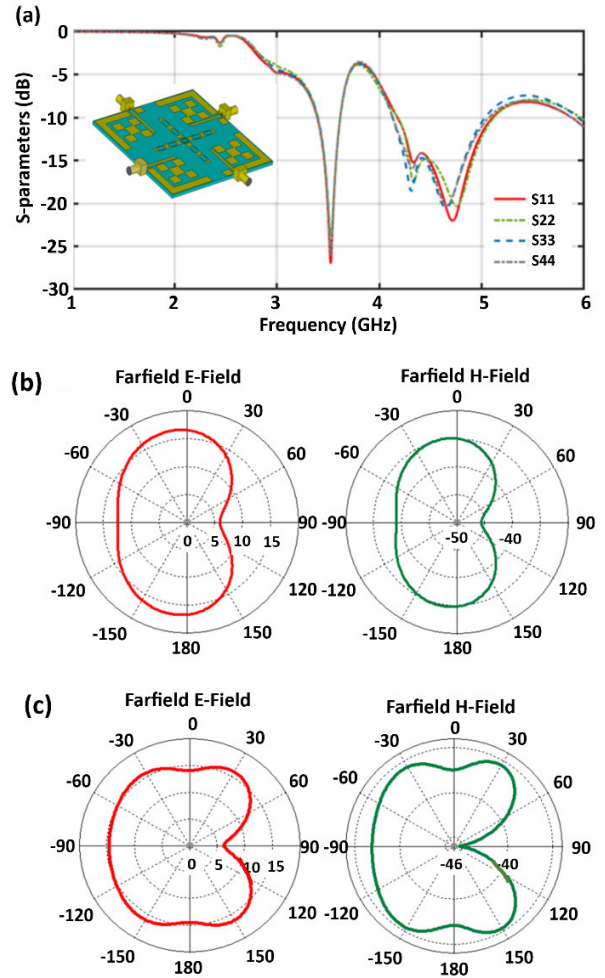 (a)
0
-5
-10
-15
-20
-25
-30
S-parameters (dB)
S11
S22
S33
S44
1 2 3 4 5 6
Frequency (GHz)
(b)
Farfield E-Field
0
-30 30
-60 60
-90 0 5 10 15 90
-120 120
-150 150
180
Farfield H-Field
0
-30 30
-60 60
-90 -50 -40 90
-120 120
-150 150
180
(c)
Farfield E-Field
0
-30 30
-60 60
-90 90
0 5 10 15
-120 120
-150 150
180
Farfield H-Field
0
-30 30
-60 60
-90 90
-46 -40
-120 120
-150 150
180